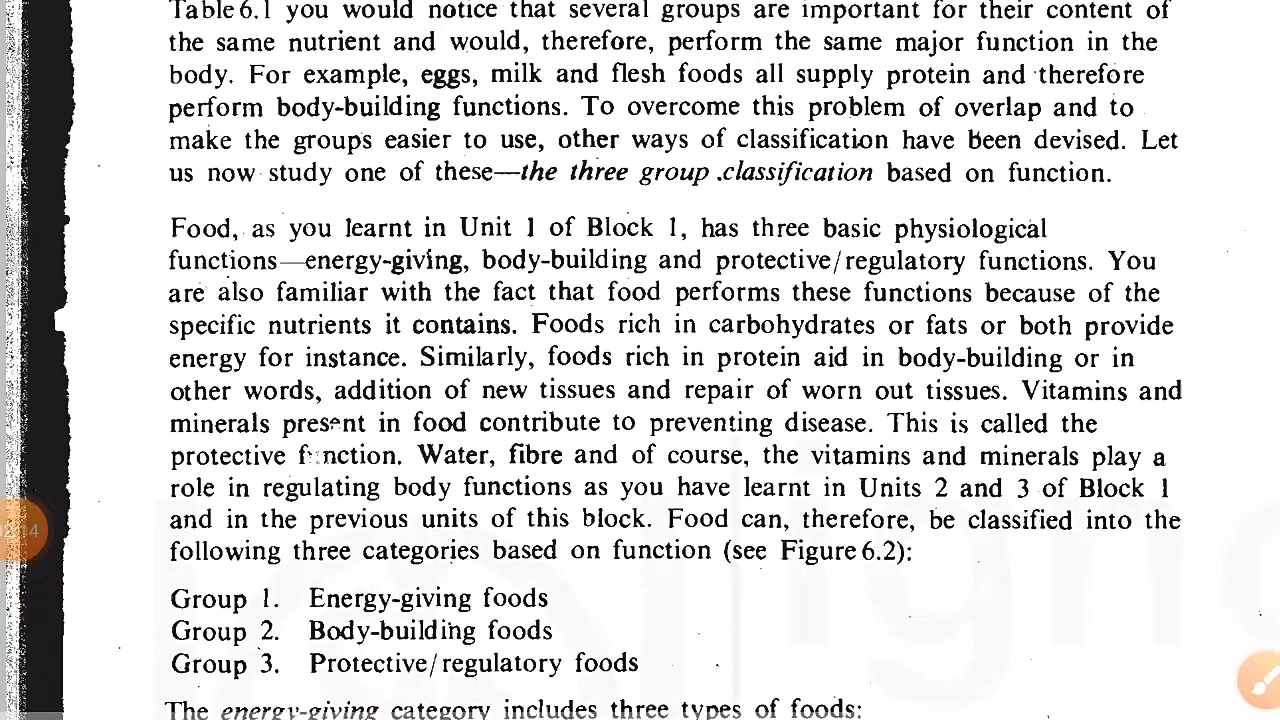 Table 6.1 you would notice that several groups are important for their content of
the same nutrient and would, therefore, perform the same major function in the
body. For example, eggs, milk and flesh foods all supply protein and therefore
perform body-building functions. To overcome this problem of overlap and to
make the groups easier to use, other ways of classification have been devised. Let
us now study one of these—the three group classification based on function.
Food, as you learnt in Unit 1 of Block 1, has three basic physiological
functions—energy-giving, body-building and protective/regulatory functions. You
are also familiar with the fact that food performs these functions because of the
specific nutrients it contains. Foods rich in carbohydrates or fats or both provide
energy for instance. Similarly, foods rich in protein aid in body-building or in
other words, addition of new tissues and repair of worn out tissues. Vitamins and
minerals present in food contribute to preventing disease. This is called the
protective function. Water, fibre and of course, the vitamins and minerals play a
role in regulating body functions as you have learnt in Units 2 and 3 of Block 1
and in the previous units of this block. Food can, therefore, be classified into the
following three categories based on function (see Figure 6.2):
Group 1. Energy-giving foods
Group 2. Body-building foods
Group 3. Protective/regulatory foods
The energy-giving category includes three types of foods: